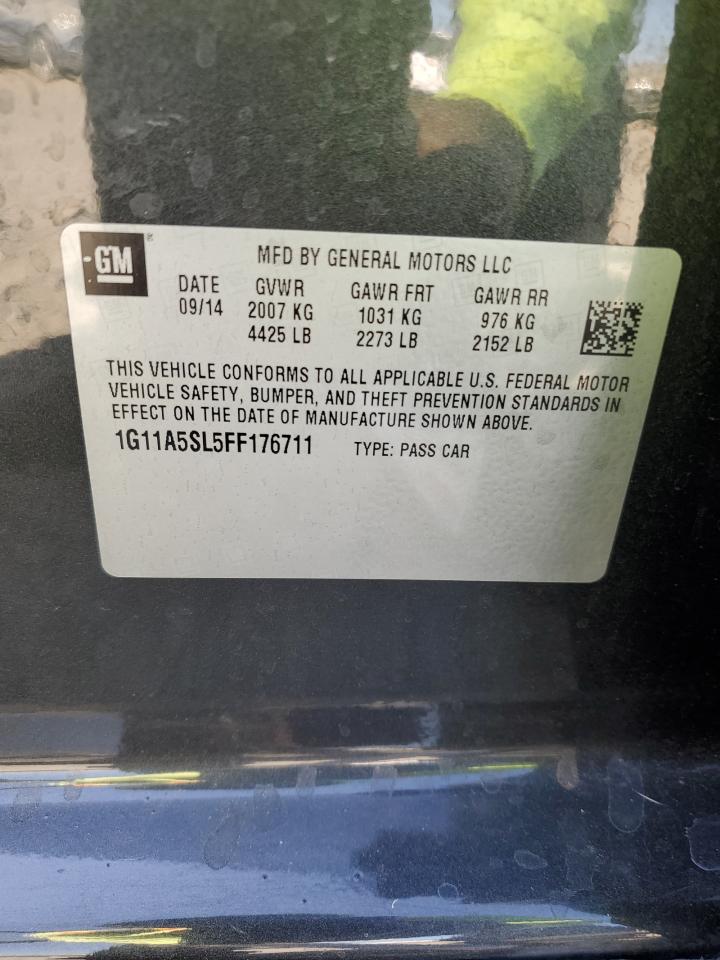 GM
MFD BY GENERAL MOTORS LLC
DATE GVWR GAWR FRT GAWR RR
09/14 2007 KG 1031 KG 976 KG
4425 LB 2273 LB 2152 LB
THIS VEHICLE CONFORMS TO ALL APPLICABLE U.S. FEDERAL MOTOR
VEHICLE SAFETY, BUMPER, AND THEFT PREVENTION STANDARDS IN
EFFECT ON THE DATE OF MANUFACTURE SHOWN ABOVE.
1G11A5SL5FF176711 TYPE: PASS CAR